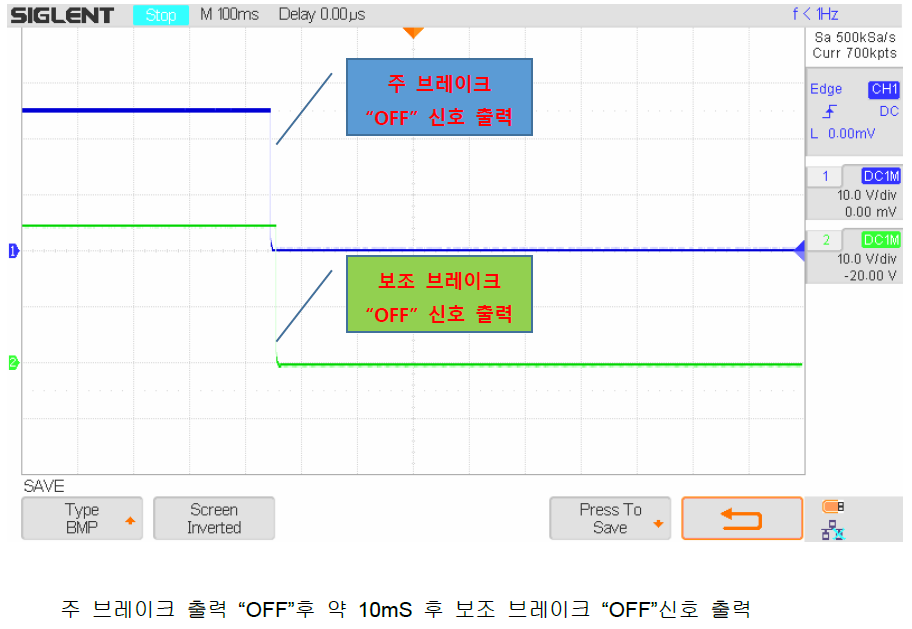 SIGLENT Stop M 100ms Delay 0.00μs f < 1Hz
Sa 500kSa/s
Curr 700kpts
Edge CH1
DC
L 0.00mV
주 브레이크
“OFF” 신호 출력
1 DC1M
10.0 V/div
0.00 mV
2 DC1M
10.0 V/div
-20.00 V
1
보조 브레이크
“OFF” 신호 출력
2
SAVE
Type
BMP
Screen
Inverted
Press To
Save
주 브레이크 출력 “OFF”후 약 10mS 후 보조 브레이크 “OFF”신호 출력